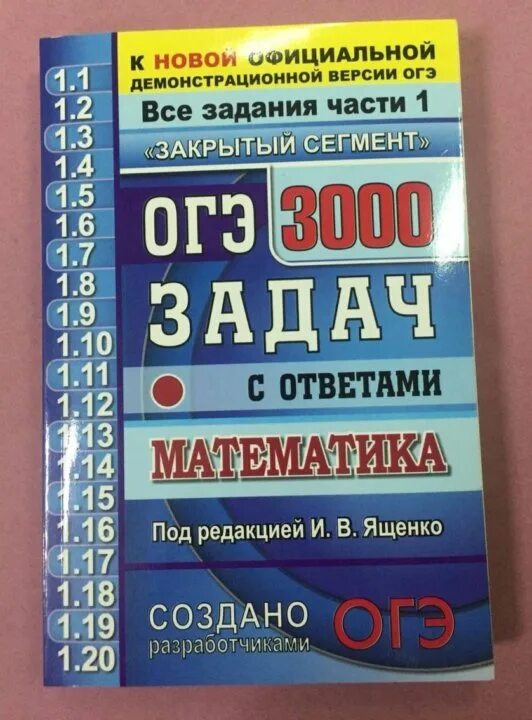 К НОВОЙ ОФИЦИАЛЬНОЙ
ДЕМОНСТРАЦИОННОЙ ВЕРСИИ ОГЭ
Все задания части 1
«ЗАКРЫТЫЙ СЕГМЕНТ»
ОГЭ 3000
ЗАДАЧ
С ОТВЕТАМИ
МАТЕМАТИКА
Под редакцией И. В. Ященко
СОЗДАНО
разработчиками
ОГЭ
1.1
1.2
1.3
1.4
1.5
1.6
1.7
1.8
1.9
1.10
1.11
1.12
1.13
1.14
1.15
1.16
1.17
1.18
1.19
1.20